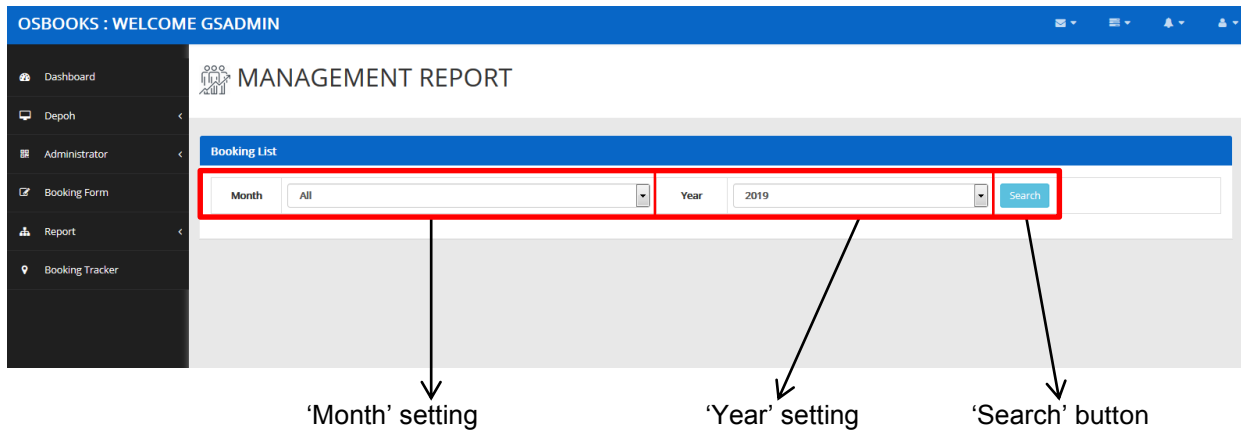 OSBOOKS : WELCOME GSADMIN
Dashboard
MANAGEMENT REPORT
Depoh
Administrator
Booking List
Booking Form
Month All Year 2019 Search
Report
Booking Tracker
‘Month’ setting ‘Year’ setting ‘Search’ button